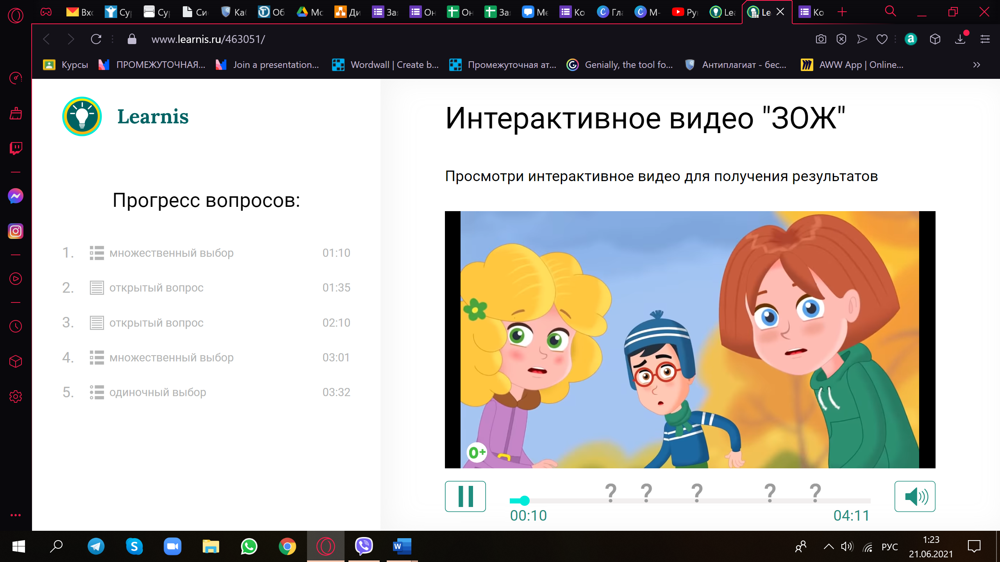 Вхо
Су
Су
Си
Ка
Об
Мо
Ди
За
Он
Он
За
Ме
Ко
Гла
М-
Ру
Lea
Le
Ко
www.learnis.ru/463051/
Курсы
ПРОМЕЖУТОЧНАЯ...
Join a presentation...
Wordwall | Create b...
Промежуточная ат...
Genially, the tool fo...
Антиплагиат - бес...
AWW App | Online...
Learnis
Прогресс вопросов:
1. множественный выбор 01:10
2. открытый вопрос 01:35
3. открытый вопрос 02:10
4. множественный выбор 03:01
5. одиночный выбор 03:32
Интерактивное видео "ЗОЖ"
Просмотри интерактивное видео для получения результатов
0+
? ? ? ? ?
00:10 04:11
РУС
1:23
21.06.2021